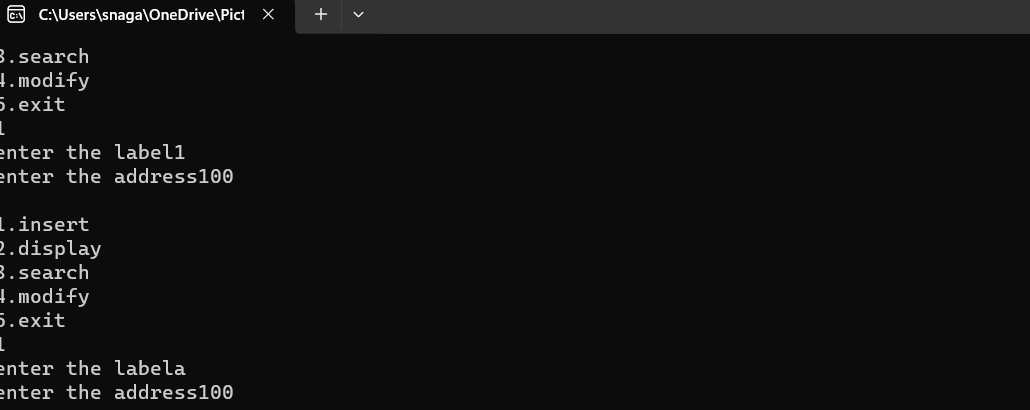 C:\Users\snaga\OneDrive\Pict
3.search
4.modify
5.exit
1
enter the label1
enter the address100
1.insert
2.display
3.search
4.modify
5.exit
1
enter the labela
enter the address100